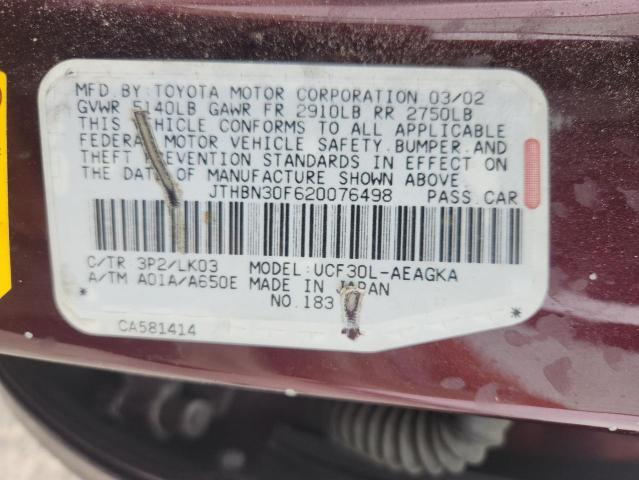 MFD. BY: TOYOTA MOTOR CORPORATION 03/02
GVWR 5140LB GAWR FR 2910LB RR 2750LB
THIS VEHICLE CONFORMS TO ALL APPLICABLE
FEDERAL MOTOR VEHICLE SAFETY, BUMPER, AND
THEFT PREVENTION STANDARDS IN EFFECT ON
THE DATE OF MANUFACTURE SHOWN ABOVE.
JTHBN30F620076498 PASS. CAR
C/TR 3P2/LK03 MODEL: UCF30L-AEAGKA
A/TM A01A/A650E MADE IN JAPAN
NO. 183
CA581414